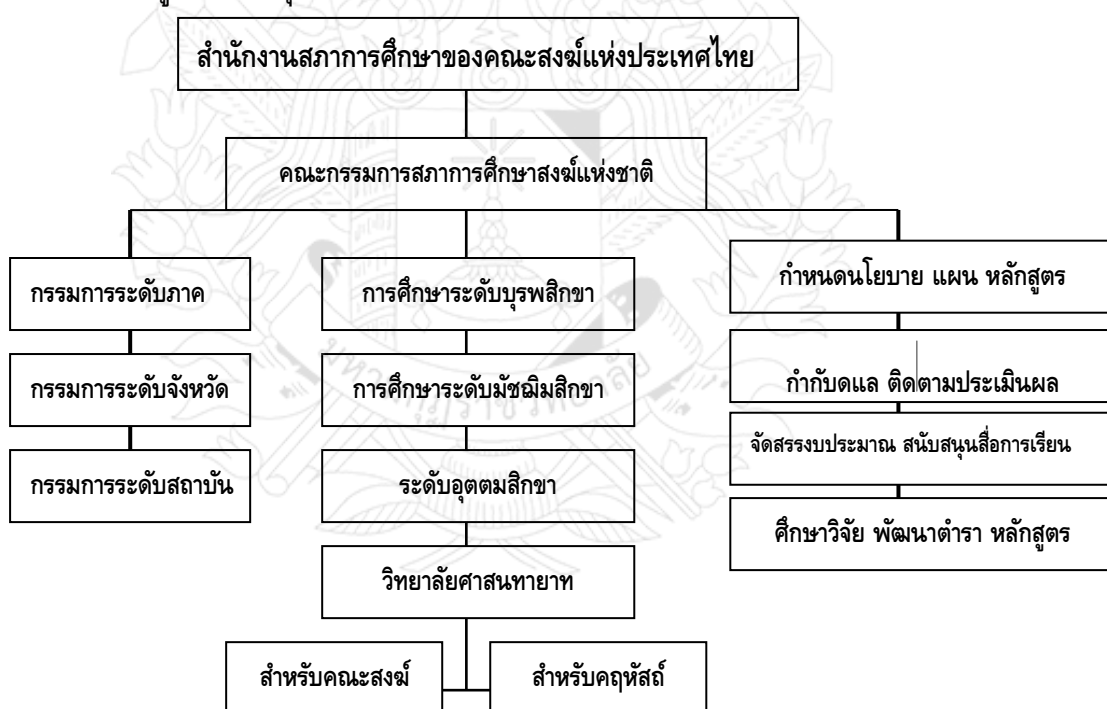 สำนักงานสภาการศึกษาของคณะสงฆ์แห่งประเทศไทย
คณะกรรมการสภาการศึกษาสงฆ์แห่งชาติ
กรรมการระดับภาค
กรรมการระดับจังหวัด
กรรมการระดับสถาบัน
การศึกษาระดับบุรพสิกขา
การศึกษาระดับมัชฌิมสิกขา
ระดับอุตตมสิกขา
วิทยาลัยศาสนทายาท
สำหรับคณะสงฆ์
สำหรับคฤหัสถ์
กำหนดนโยบาย แผน หลักสูตร
กำกับดแล ติดตามประเมินผล
จัดสรรงบประมาณ สนับสนุนสื่อการเรียน
ศึกษาวิจัย พัฒนาตำรา หลักสูตร